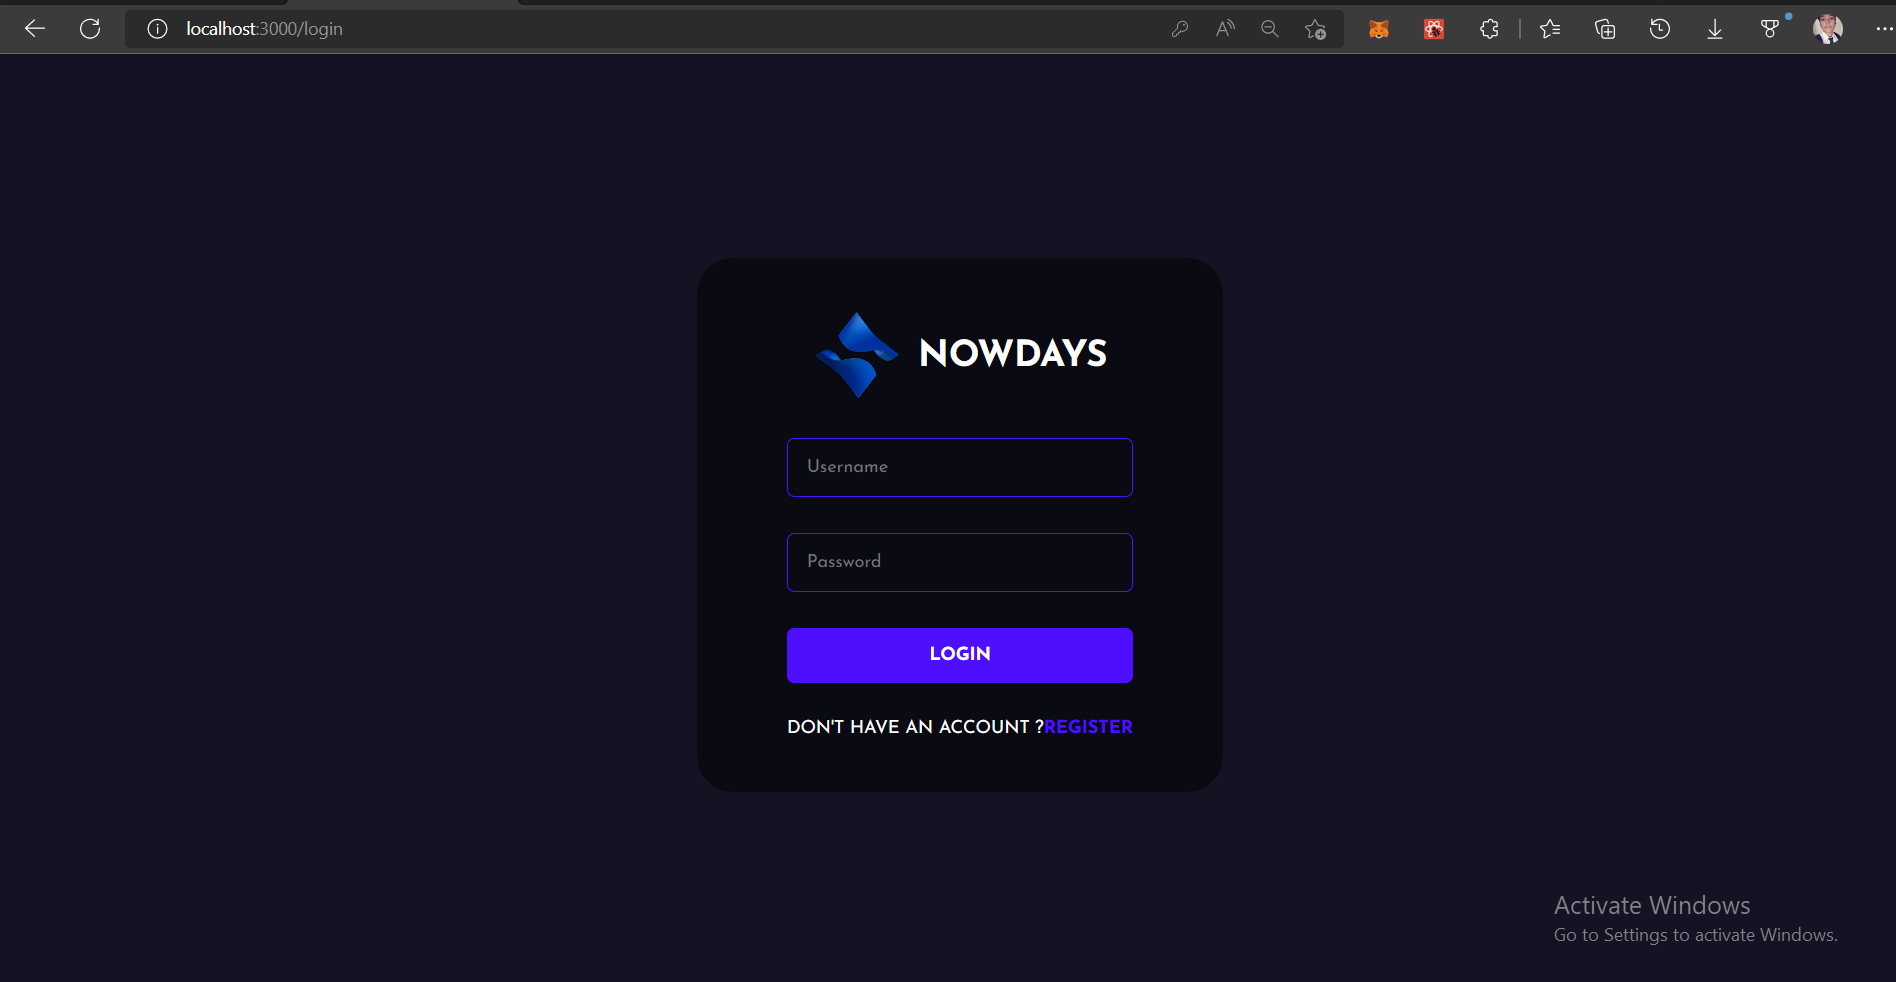 localhost:3000/login
NOWDAYS
Username
Password
LOGIN
DON'T HAVE AN ACCOUNT ?REGISTER
Activate Windows
Go to Settings to activate Windows.